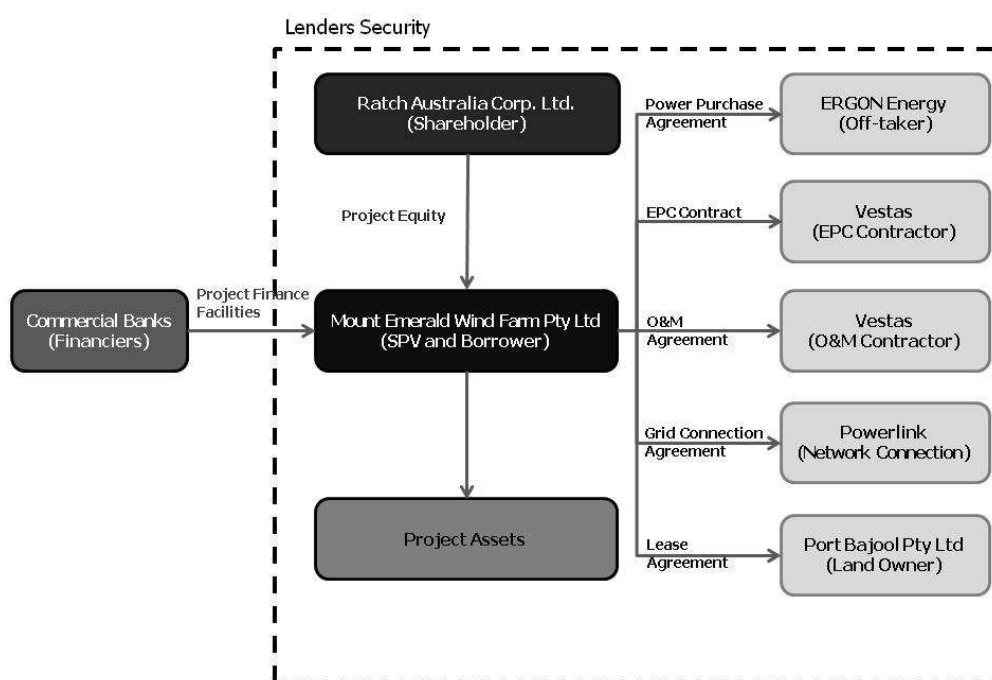 Lenders Security
Ratch Australia Corp. Ltd.
(Shareholder)
Power Purchase
Agreement
ERGON Energy
(Off-taker)
Project Equity
EPC Contract
Vestas
(EPC Contractor)
Commercial Banks
(Financiers)
Project Finance
Facilities
Mount Emerald Wind Farm Pty Ltd
(SPV and Borrower)
O&M
Agreement
Vestas
(O&M Contractor)
Grid Connection
Agreement
Powerlink
(Network Connection)
Project Assets
Lease
Agreement
Port Bajool Pty Ltd
(Land Owner)